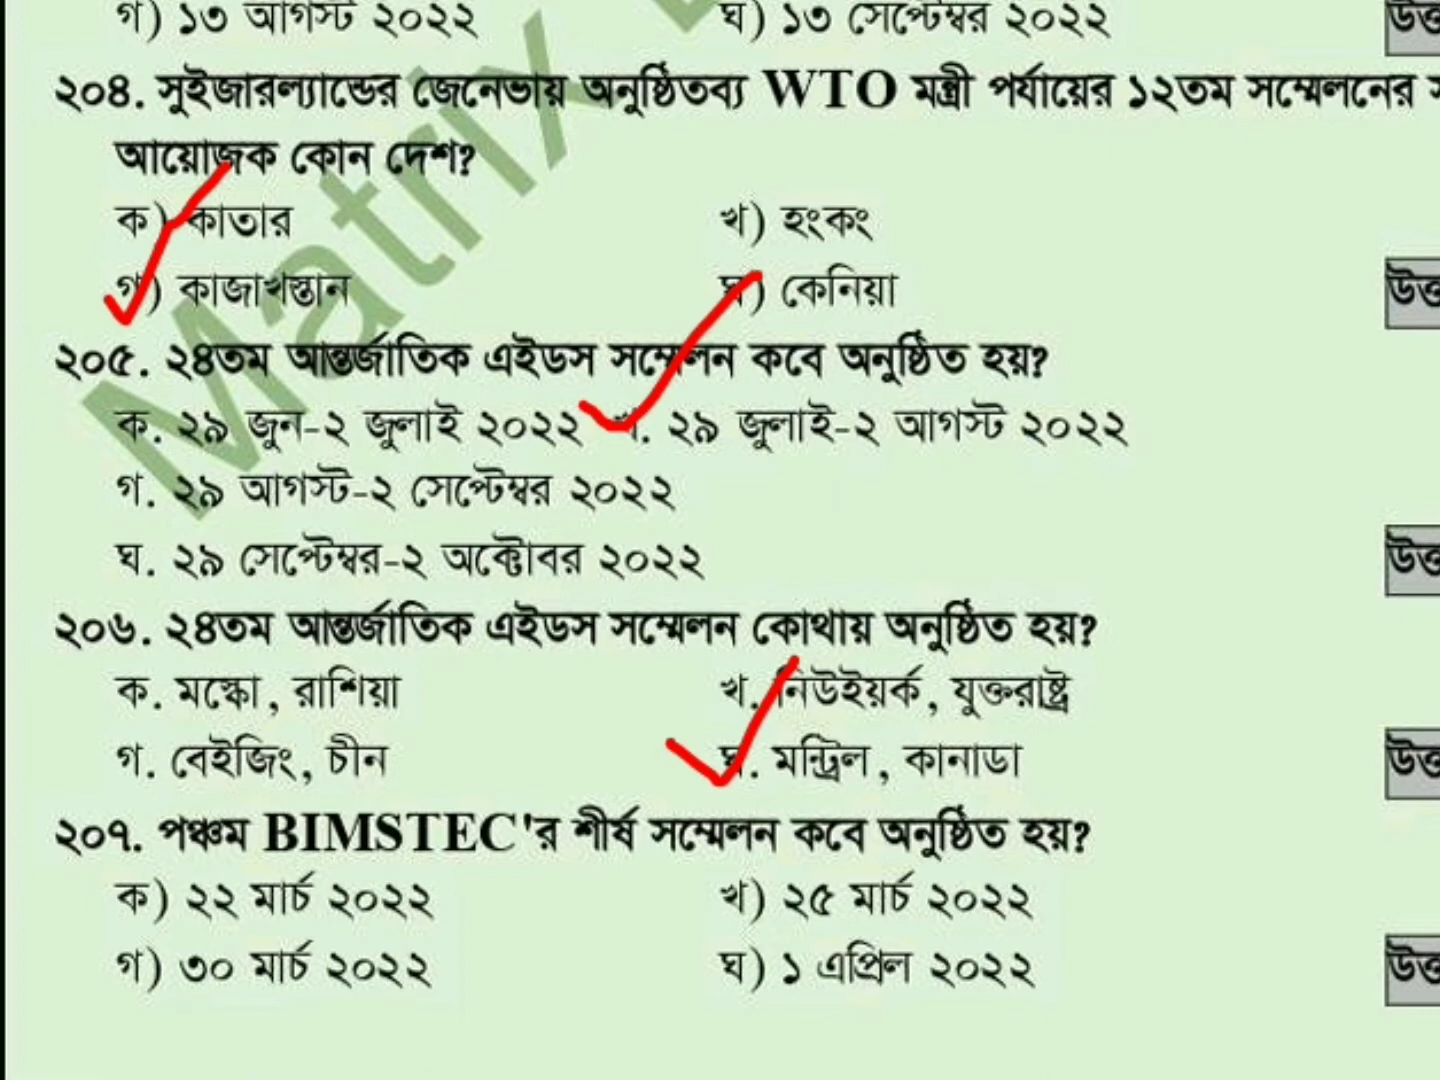 গ) ১৩ আগস্ট ২০২২ ঘ) ১৩ সেপ্টেম্বর ২০২২
২০৪. সুইজারল্যান্ডের জেনেভায় অনুষ্ঠিতব্য WTO মন্ত্রী পর্যায়ের ১২তম সম্মেলনের
আয়োজক কোন দেশ?
ক) কাতার খ) হংকং
গ) কাজাখস্তান ঘ) কেনিয়া
২০৫. ২৪তম আন্তর্জাতিক এইডস সম্মেলন কবে অনুষ্ঠিত হয়?
ক. ২৯ জুন-২ জুলাই ২০২২ খ. ২৯ জুলাই-২ আগস্ট ২০২২
গ. ২৯ আগস্ট-২ সেপ্টেম্বর ২০২২
ঘ. ২৯ সেপ্টেম্বর-২ অক্টোবর ২০২২
২০৬. ২৪তম আন্তর্জাতিক এইডস সম্মেলন কোথায় অনুষ্ঠিত হয়?
ক. মস্কো, রাশিয়া খ. নিউইয়র্ক, যুক্তরাষ্ট্র
গ. বেইজিং, চীন ঘ. মন্ট্রিল, কানাডা
২০৭. পঞ্চম BIMSTEC'র শীর্ষ সম্মেলন কবে অনুষ্ঠিত হয়?
ক) ২২ মার্চ ২০২২ খ) ২৫ মার্চ ২০২২
গ) ৩০ মার্চ ২০২২ ঘ) ১ এপ্রিল ২০২২
Matrix